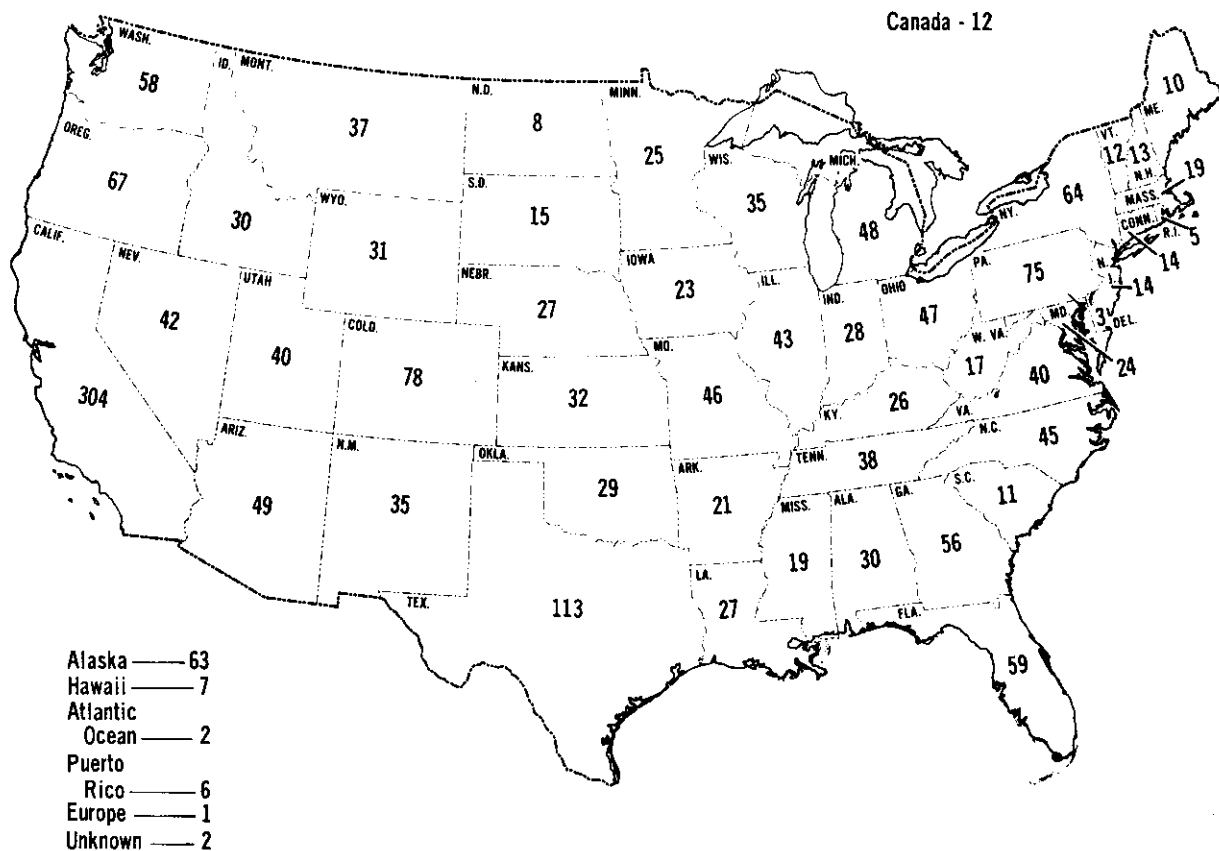 Canada - 12
WASH.
58
ID.
MONT.
37
N.D.
8
MINN.
25
WIS.
35
MICH.
48
NY.
64
VT.
12
13
N.H.
ME.
10
MASS.
19
CONN.
14
R.I.
5
OREG.
67
30
WYO.
31
S.D.
15
IOWA
23
ILL.
43
IND.
28
OHIO
47
PA.
75
N.
J.
14
CALIF.
304
NEV.
42
UTAH
40
COLD.
78
NEBR.
27
KANS.
32
MO.
46
KY.
26
W. VA.
17
VA.
40
MD
24
3
DEL.
ARIZ.
49
N.M.
35
OKLA.
29
ARK.
21
TENN.
38
N.C.
45
S.C.
11
TEX.
113
LA.
27
MISS.
19
ALA.
30
GA.
56
FLA.
59
Alaska — 63
Hawaii — 7
Atlantic
Ocean — 2
Puerto
Rico — 6
Europe — 1
Unknown — 2